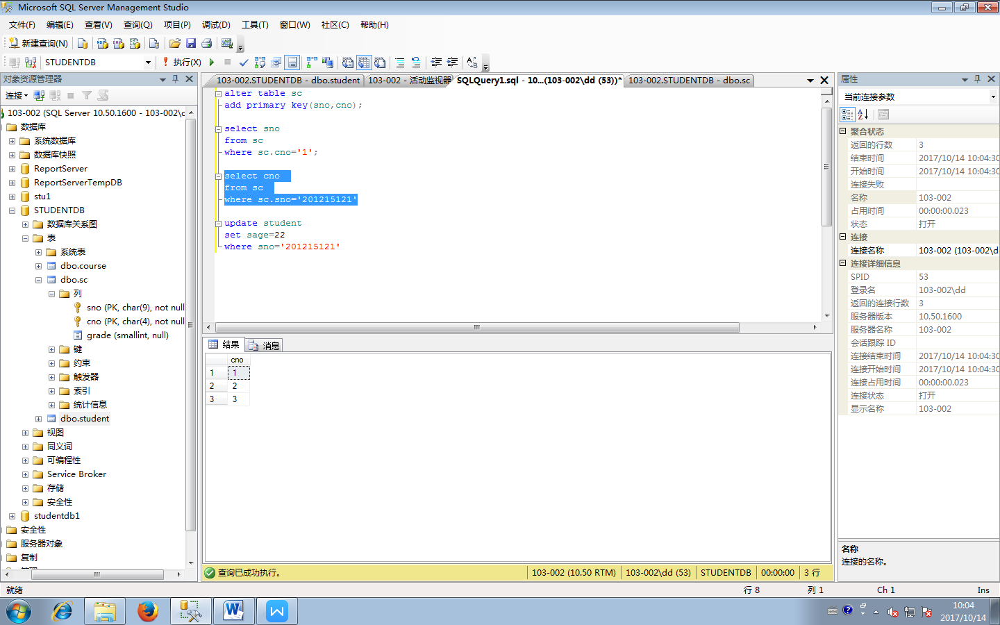 Microsoft SQL Server Management Studio
文件(F) 编辑(E) 查看(V) 查询(Q) 项目(P) 调试(D) 工具(T) 窗口(W) 社区(C) 帮助(H)
新建查询(N)
STUDENTDB 执行(X)
对象资源管理器
连接
103-002 (SQL Server 10.50.1600 - 103-002\
数据库
系统数据库
数据库快照
ReportServer
ReportServerTempDB
stu1
STUDENTDB
数据库关系图
表
系统表
dbo.course
dbo.sc
列
sno (PK, char(9), not null
cno (PK, char(4), not null
grade (smallint, null)
键
约束
触发器
索引
统计信息
dbo.student
视图
同义词
可编程性
Service Broker
存储
安全性
studentdb1
安全性
服务器对象
复制
103-002.STUDENTDB - dbo.student 103-002 - 活动监视器 SQLQuery1.sql - 10...(103-002\dd (53))* 103-002.STUDENTDB - dbo.sc
alter table sc
add primary key(sno,cno);
select sno
from sc
where sc.cno='1';
select cno
from sc
where sc.sno='201215121'
update student
set sage=22
where sno='201215121'
结果 消息
cno
1 1
2 2
3 3
查询已成功执行。 103-002 (10.50 RTM) 103-002\dd (53) STUDENTDB 00:00:00 3 行
属性
当前连接参数
聚合状态
返回的行数 3
结束时间 2017/10/14 10:04:30
开始时间 2017/10/14 10:04:30
连接失败
名称 103-002
占用时间 00:00:00.023
状态 打开
连接
连接名称 103-002 (103-002\d
连接详细信息
SPID 53
登录名 103-002\dd
返回的连接行数 3
服务器版本 10.50.1600
服务器名称 103-002
会话跟踪 ID
连接结束时间 2017/10/14 10:04:30
连接开始时间 2017/10/14 10:04:30
连接占用时间 00:00:00.023
连接状态 打开
显示名称 103-002
名称
连接的名称。
就绪 行 8 列 1 Ch 1 Ins
10:04
2017/10/14